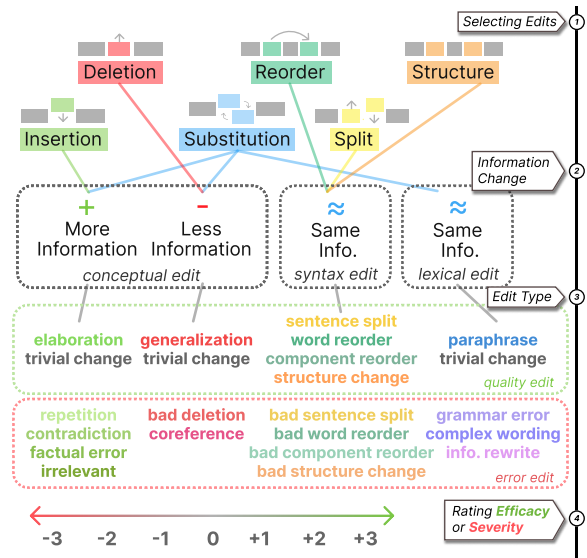 Selecting Edits
1
Deletion
Reorder
Structure
Insertion
Substitution
Split
Information
Change
2
+
More
Information
-
Less
Information
conceptual edit
≈
Same
Info.
syntax edit
≈
Same
Info.
lexical edit
Edit Type
3
elaboration
trivial change
generalization
trivial change
sentence split
word reorder
component reorder
structure change
paraphrase
trivial change
quality edit
repetition
contradiction
factual error
irrelevant
bad deletion
coreference
bad sentence split
bad word reorder
bad component reorder
bad structure change
grammar error
complex wording
info. rewrite
error edit
Rating Efficacy
or Severity
4
-3 -2 -1 0 +1 +2 +3